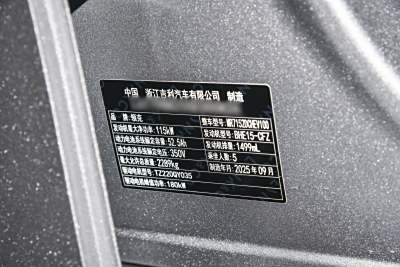 中国 浙江吉利汽车有限公司 制造
品牌：银河 整车型号：MR7152DCHEV10D
发动机最大净功率：115kW 发动机型号：BHE15-CFZ
动力电池系统额定容量：52.5Ah 发动机排量：1499mL
动力电池系统额定电压：350V 乘坐人数：5
最大允许总质量：2289kg 制造年月：2025年09月
驱动电机型号：TZ220QY035
驱动电机峰值功率：180kW